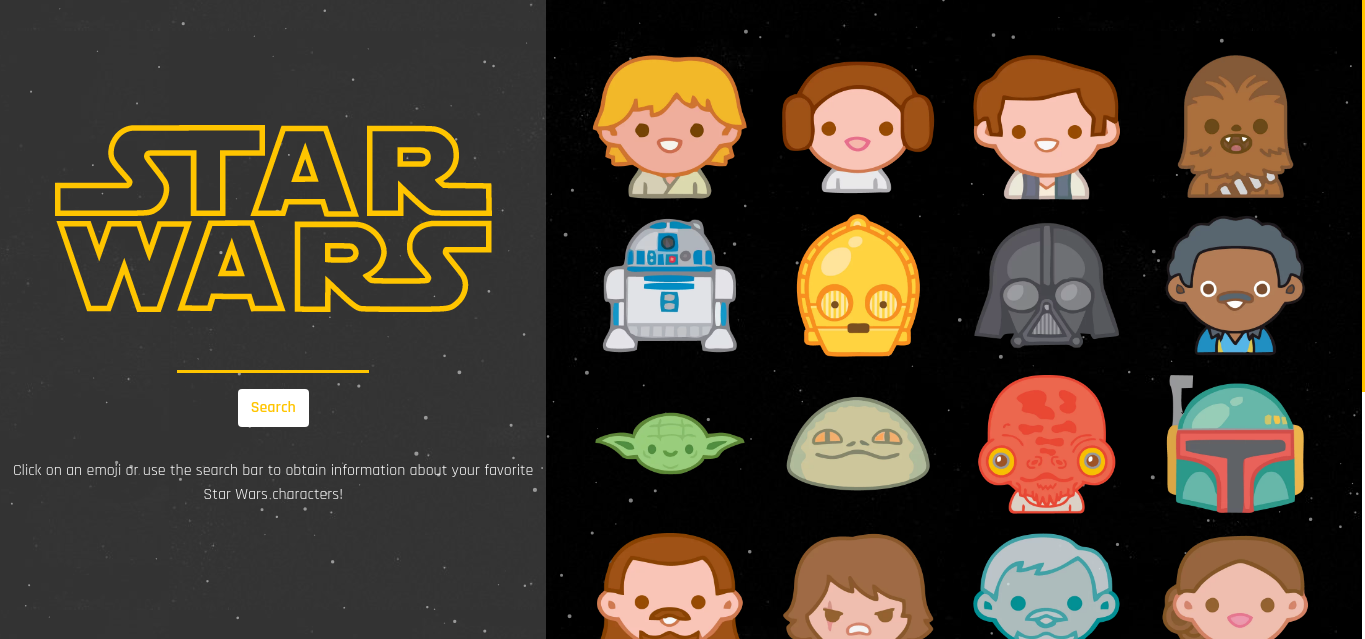 STAR
WARS
Search
Click on an emoji or use the search bar to obtain information about your favorite
Star Wars characters!